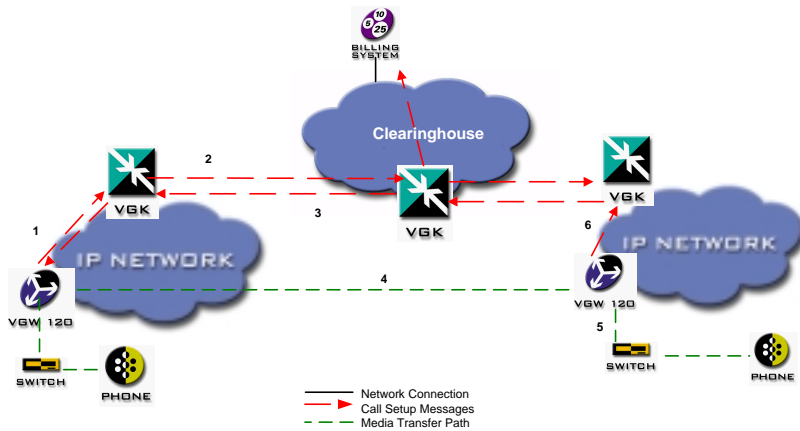 10
5
25
BILLING
SYSTEM
Clearinghouse
2
VGK
3
VGK
VGK
1
6
IP NETWORK
IP NETWORK
4
VGW 120
VGW 120
5
SWITCH
PHONE
SWITCH
PHONE
Network Connection
Call Setup Messages
Media Transfer Path